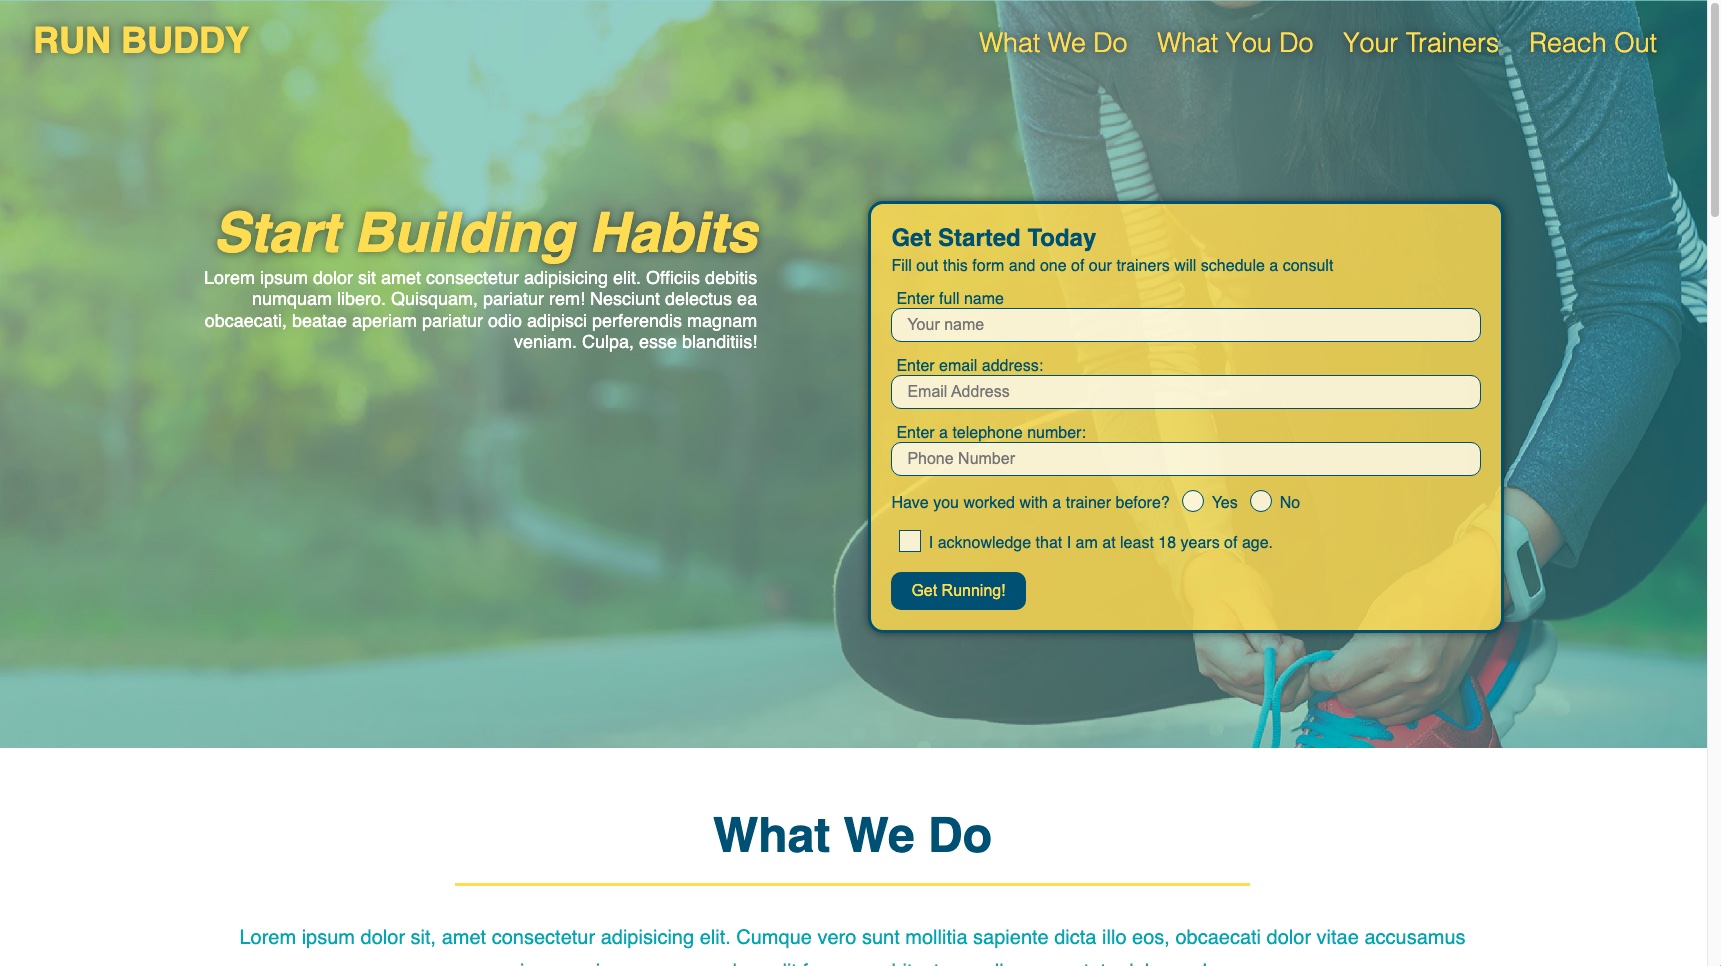 RUN BUDDY
What We Do What You Do Your Trainers Reach Out
Start Building Habits
Lorem ipsum dolor sit amet consectetur adipisicing elit. Officiis debitis
numquam libero. Quisquam, pariatur rem! Nesciunt delectus ea
obcaecati, beatae aperiam pariatur odio adipisci perferendis magnam
veniam. Culpa, esse blanditiis!
Get Started Today
Fill out this form and one of our trainers will schedule a consult
Enter full name
Your name
Enter email address:
Email Address
Enter a telephone number:
Phone Number
Have you worked with a trainer before? Yes No
I acknowledge that I am at least 18 years of age.
Get Running!
What We Do
Lorem ipsum dolor sit, amet consectetur adipisicing elit. Cumque vero sunt mollitia sapiente dicta illo eos, obcaecati dolor vitae accusamus